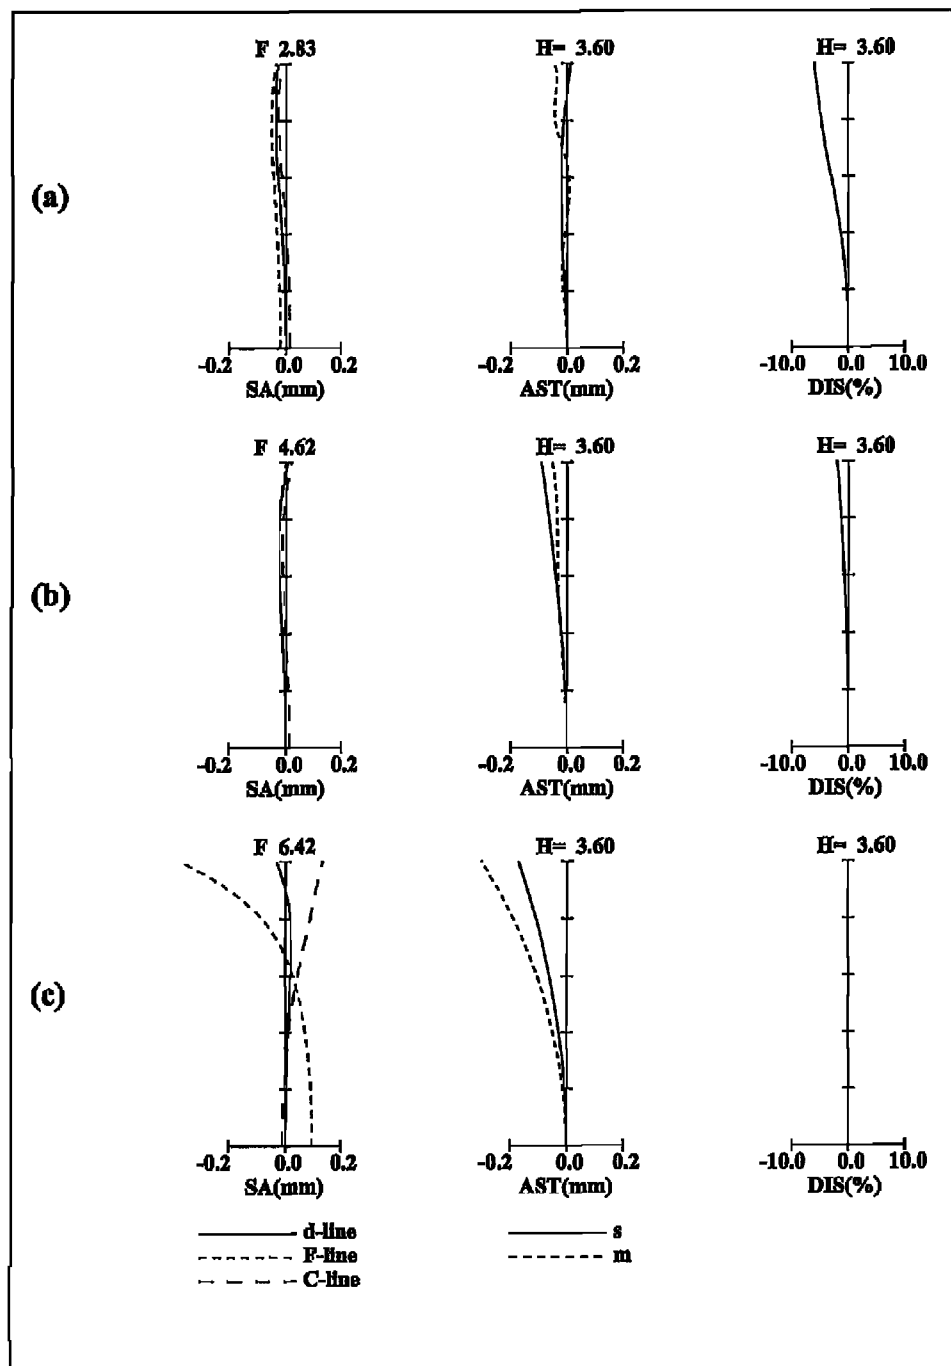 F 2.83 H= 3.60 H= 3.60
(a)
-0.2 0.0 0.2 -0.2 0.0 0.2 -10.0 0.0 10.0
SA(mm) AST(mm) DIS(%)
F 4.62 H= 3.60 H= 3.60
(b)
-0.2 0.0 0.2 -0.2 0.0 0.2 -10.0 0.0 10.0
SA(mm) AST(mm) DIS(%)
F 6.42 H= 3.60 H= 3.60
(c)
-0.2 0.0 0.2 -0.2 0.0 0.2 -10.0 0.0 10.0
SA(mm) AST(mm) DIS(%)
d-line s
F-line m
C-line